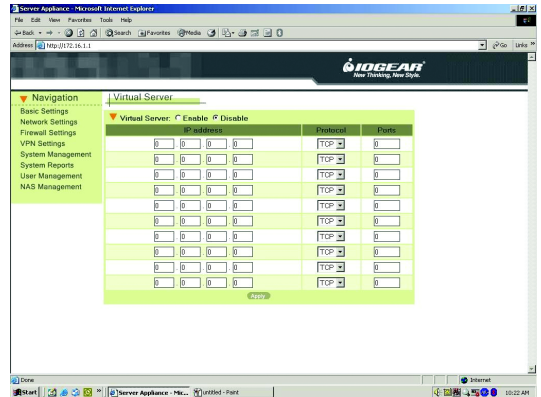 Server Appliance - Microsoft Internet Explorer
File Edit View Favorites Tools Help
Back Search Favorites Media
Address http://172.16.1.1 Go Links »
IOGEAR®
New Thinking, New Style.
Navigation
Basic Settings
Network Settings
Firewall Settings
VPN Settings
System Management
System Reports
User Management
NAS Management
Virtual Server
Virtual Server: Enable Disable
IP address Protocol Ports
0 . 0 . 0 . 0 TCP 0
0 . 0 . 0 . 0 TCP 0
0 . 0 . 0 . 0 TCP 0
0 . 0 . 0 . 0 TCP 0
0 . 0 . 0 . 0 TCP 0
0 . 0 . 0 . 0 TCP 0
0 . 0 . 0 . 0 TCP 0
0 . 0 . 0 . 0 TCP 0
0 . 0 . 0 . 0 TCP 0
0 . 0 . 0 . 0 TCP 0
Apply
Done Internet
Start » Server Appliance - Mic... untitled - Paint 10:22 AM